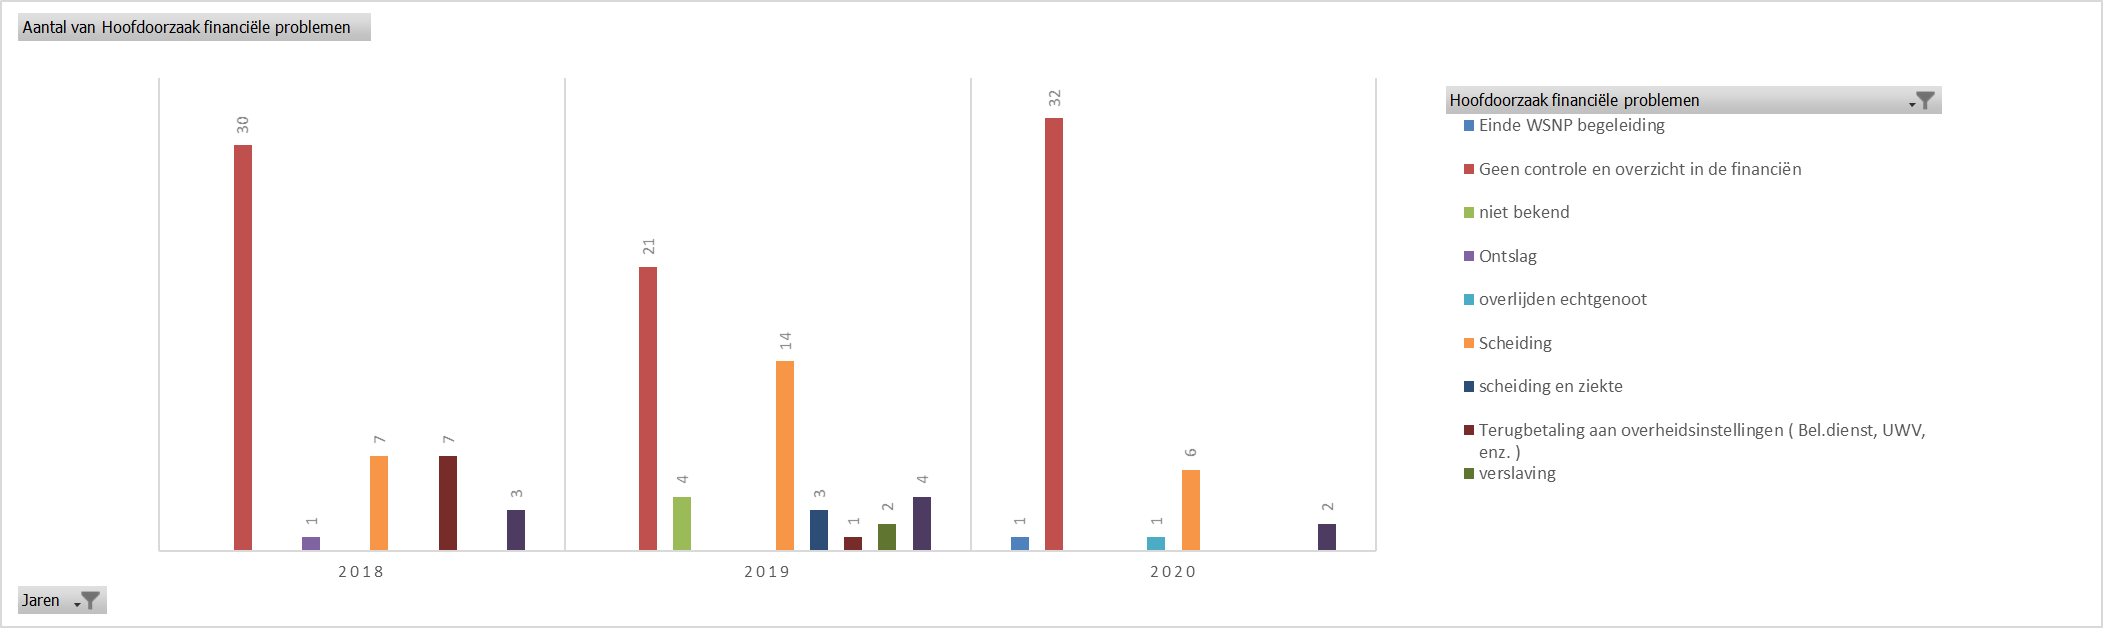 Aantal van Hoofdoorzaak financiële problemen
30
1
7
7
3
21
4
14
3
1
2
4
1
32
1
6
2
2018
2019
2020
Jaren
Hoofdoorzaak financiële problemen
Einde WSNP begeleiding
Geen controle en overzicht in de financiën
niet bekend
Ontslag
overlijden echtgenoot
Scheiding
scheiding en ziekte
Terugbetaling aan overheidsinstellingen ( Bel.dienst, UWV,
enz. )
verslaving